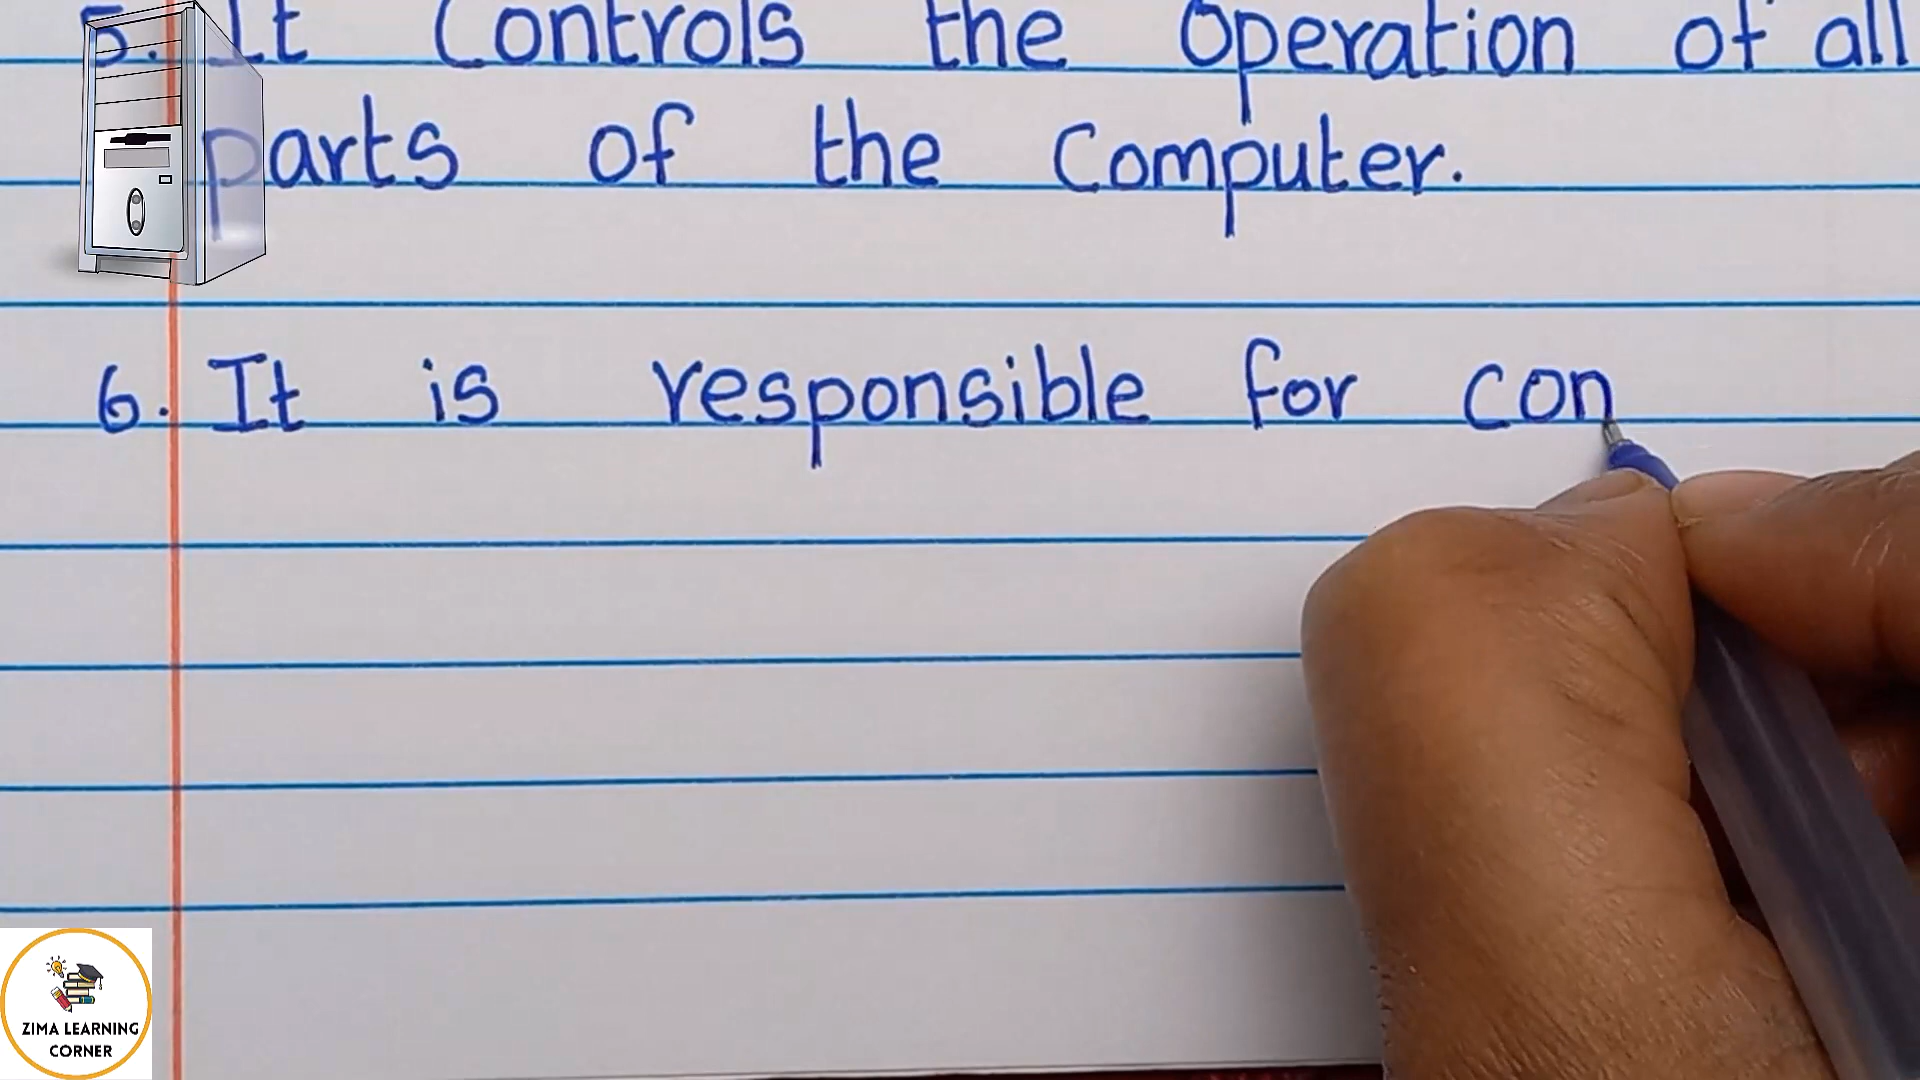 5. It Controls the Operation of all
parts of the Computer.
6. It is responsible for con
ZIMA LEARNING
CORNER